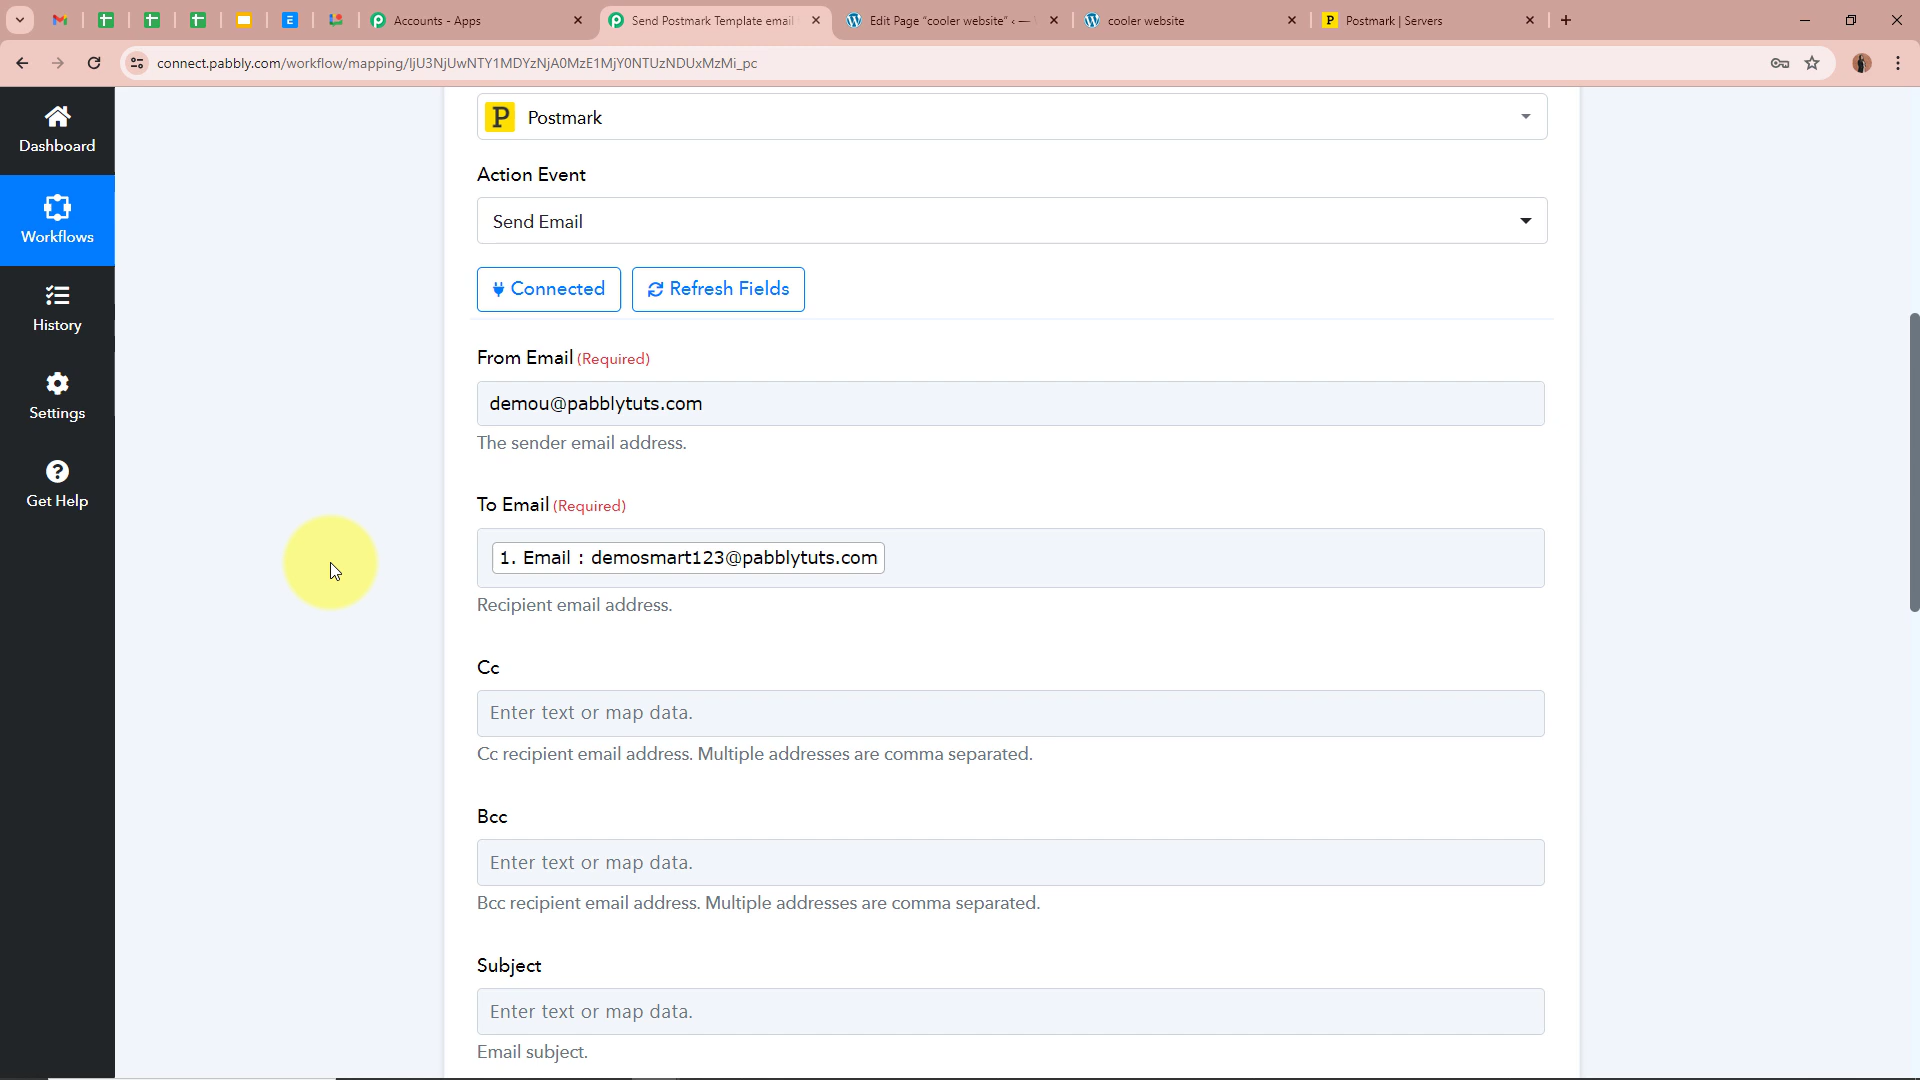 Accounts - Apps
Send Postmark Template email
Edit Page "cooler website" ‹ —
cooler website
P Postmark | Servers
connect.pabbly.com/workflow/mapping/IjU3NjUwNTY1MDYzNjA0MzE1MjY0NTUzNDUxMzMi_pc
Dashboard
Workflows
History
Settings
Get Help
P Postmark
Action Event
Send Email
Connected
Refresh Fields
From Email (Required)
demou@pabblytuts.com
The sender email address.
To Email (Required)
1. Email : demosmart123@pabblytuts.com
Recipient email address.
Cc
Enter text or map data.
Cc recipient email address. Multiple addresses are comma separated.
Bcc
Enter text or map data.
Bcc recipient email address. Multiple addresses are comma separated.
Subject
Enter text or map data.
Email subject.